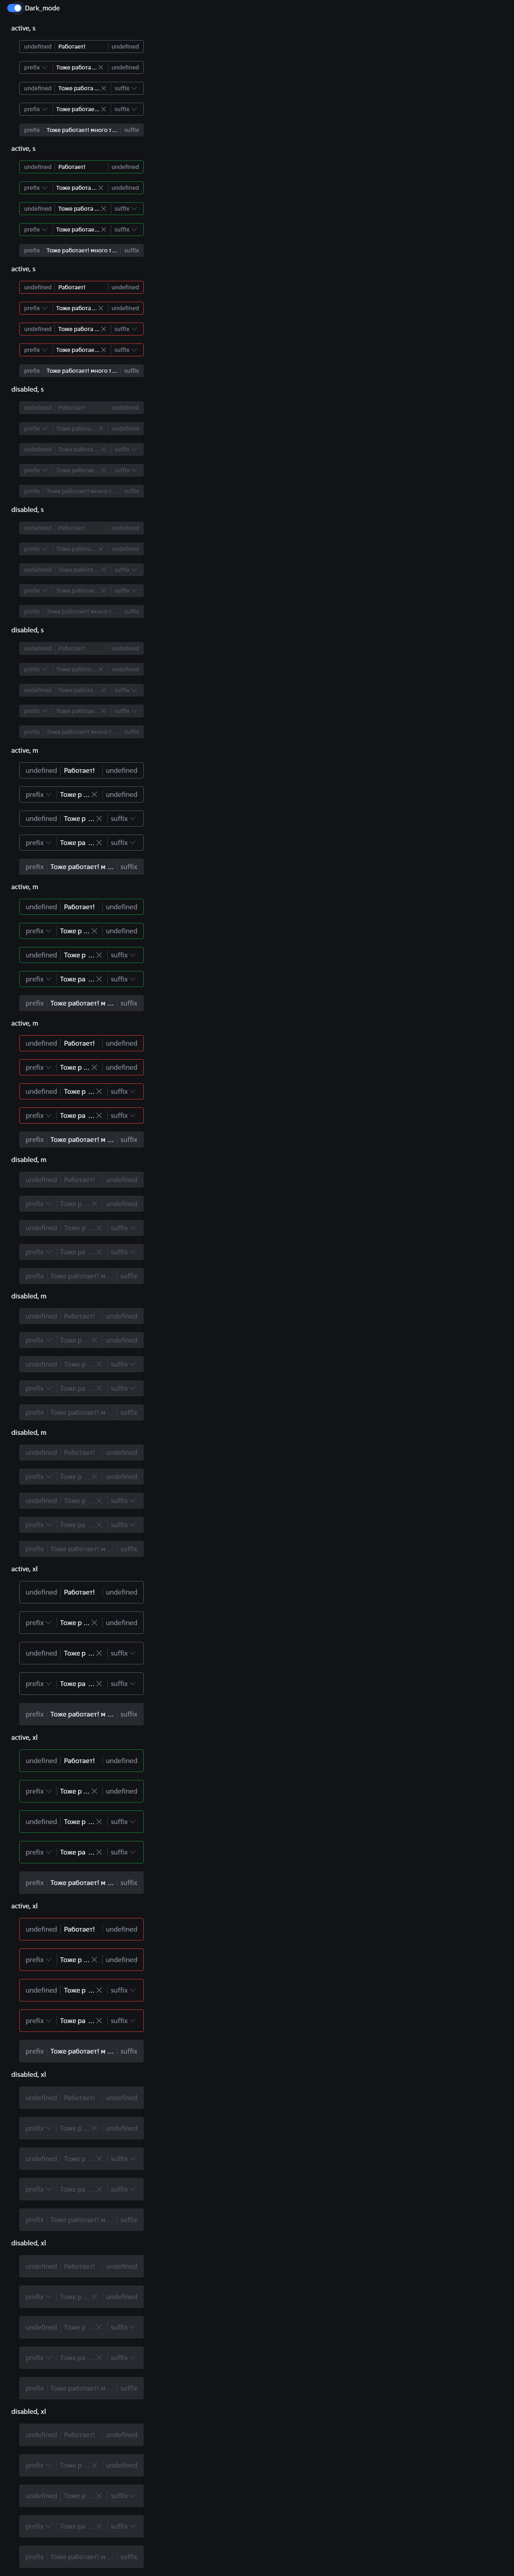 Dark_mode
active, s
undefined Работает! undefined
prefix Тоже работа ... undefined
undefined Тоже работа ... suffix
prefix Тоже работае... suffix
prefix Тоже работает! много т... suffix
active, s
undefined Работает! undefined
prefix Тоже работа ... undefined
undefined Тоже работа ... suffix
prefix Тоже работае... suffix
prefix Тоже работает! много т... suffix
active, s
undefined Работает! undefined
prefix Тоже работа ... undefined
undefined Тоже работа ... suffix
prefix Тоже работае... suffix
prefix Тоже работает! много т... suffix
disabled, s
undefined Работает! undefined
prefix Тоже работа ... undefined
undefined Тоже работа ... suffix
prefix Тоже работае... suffix
prefix Тоже работает! много т... suffix
disabled, s
undefined Работает! undefined
prefix Тоже работа ... undefined
undefined Тоже работа ... suffix
prefix Тоже работае... suffix
prefix Тоже работает! много т... suffix
disabled, s
undefined Работает! undefined
prefix Тоже работа ... undefined
undefined Тоже работа ... suffix
prefix Тоже работае... suffix
prefix Тоже работает! много т... suffix
active, m
undefined Работает! undefined
prefix Тоже р ... undefined
undefined Тоже р ... suffix
prefix Тоже ра ... suffix
prefix Тоже работает! м ... suffix
active, m
undefined Работает! undefined
prefix Тоже р ... undefined
undefined Тоже р ... suffix
prefix Тоже ра ... suffix
prefix Тоже работает! м ... suffix
active, m
undefined Работает! undefined
prefix Тоже р ... undefined
undefined Тоже р ... suffix
prefix Тоже ра ... suffix
prefix Тоже работает! м ... suffix
disabled, m
undefined Работает! undefined
prefix Тоже р ... undefined
undefined Тоже р ... suffix
prefix Тоже ра ... suffix
prefix Тоже работает! м ... suffix
disabled, m
undefined Работает! undefined
prefix Тоже р ... undefined
undefined Тоже р ... suffix
prefix Тоже ра ... suffix
prefix Тоже работает! м ... suffix
disabled, m
undefined Работает! undefined
prefix Тоже р ... undefined
undefined Тоже р ... suffix
prefix Тоже ра ... suffix
prefix Тоже работает! м ... suffix
active, xl
undefined Работает! undefined
prefix Тоже р ... undefined
undefined Тоже р ... suffix
prefix Тоже ра ... suffix
prefix Тоже работает! м ... suffix
active, xl
undefined Работает! undefined
prefix Тоже р ... undefined
undefined Тоже р ... suffix
prefix Тоже ра ... suffix
prefix Тоже работает! м ... suffix
active, xl
undefined Работает! undefined
prefix Тоже р ... undefined
undefined Тоже р ... suffix
prefix Тоже ра ... suffix
prefix Тоже работает! м ... suffix
disabled, xl
undefined Работает! undefined
prefix Тоже р ... undefined
undefined Тоже р ... suffix
prefix Тоже ра ... suffix
prefix Тоже работает! м ... suffix
disabled, xl
undefined Работает! undefined
prefix Тоже р ... undefined
undefined Тоже р ... suffix
prefix Тоже ра ... suffix
prefix Тоже работает! м ... suffix
disabled, xl
undefined Работает! undefined
prefix Тоже р ... undefined
undefined Тоже р ... suffix
prefix Тоже ра ... suffix
prefix Тоже работает! м ... suffix